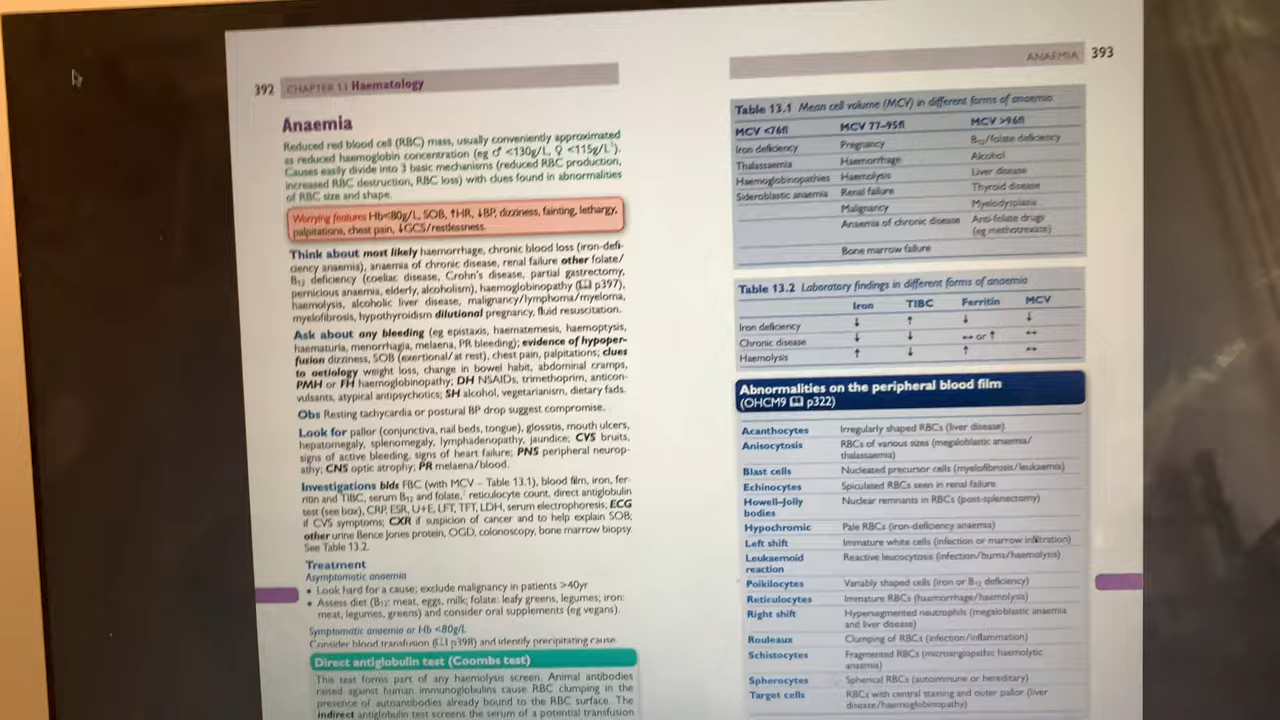 392 CHAPTER 13 Haematology
Anaemia
Reduced red blood cell (RBC) mass, usually conveniently approximated
as reduced haemoglobin concentration (eg ♂ <130g/L, ♀ <115g/L¹).
Causes easily divide into 3 basic mechanisms (reduced RBC production,
increased RBC destruction, RBC loss) with clues found in abnormalities
of RBC size and shape.
Worrying features Hb<80g/L, SOB, ↑HR, ↓BP, dizziness, fainting, lethargy,
palpitations, chest pain, ↓GCS/restlessness.
Think about most likely haemorrhage, chronic blood loss (iron-defi-
ciency anaemia), anaemia of chronic disease, renal failure other folate/
B₁₂ deficiency (coeliac disease, Crohn's disease, partial gastrectomy,
pernicious anaemia, elderly, alcoholism), haemoglobinopathy (📖 p397),
haemolysis, alcoholic liver disease, malignancy/lymphoma/myeloma,
myelofibrosis, hypothyroidism dilutional pregnancy, fluid resuscitation.
Ask about any bleeding (eg epistaxis, haematemesis, haemoptysis,
haematuria, menorrhagia, melaena, PR bleeding); evidence of hypoper-
fusion dizziness, SOB (exertional/at rest), chest pain, palpitations; clues
to aetiology weight loss, change in bowel habit, abdominal cramps,
PMH or FH haemoglobinopathy; DH NSAIDs, trimethoprim, anticon-
vulsants, atypical antipsychotics; SH alcohol, vegetarianism, dietary fads.
Obs Resting tachycardia or postural BP drop suggest compromise.
Look for pallor (conjunctiva, nail beds, tongue), glossitis, mouth ulcers,
hepatomegaly, splenomegaly, lymphadenopathy, jaundice; CVS bruits,
signs of active bleeding, signs of heart failure; PNS peripheral neurop-
athy; CNS optic atrophy; PR melaena/blood.
Investigations blds FBC (with MCV – Table 13.1), blood film, iron, fer-
ritin and TIBC, serum B₁₂ and folate, reticulocyte count, direct antiglobulin
test (see box), CRP, ESR, U+E, LFT, TFT, LDH, serum electrophoresis; ECG
if CVS symptoms; CXR if suspicion of cancer and to help explain SOB;
other urine Bence Jones protein, OGD, colonoscopy, bone marrow biopsy.
See Table 13.2.
Treatment
Asymptomatic anaemia
• Look hard for a cause; exclude malignancy in patients >40yr
• Assess diet (B₁₂: meat, eggs, milk; folate: leafy greens, legumes; iron:
meat, legumes, greens) and consider oral supplements (eg vegans).
Symptomatic anaemia or Hb <80g/L
Consider blood transfusion (📖 p398) and identify precipitating cause.
Direct antiglobulin test (Coombs test)
This test forms part of any haemolysis screen. Animal antibodies
raised against human immunoglobulins cause RBC clumping in the
presence of autoantibodies already bound to the RBC surface. The
indirect antiglobulin test screens the serum of a potential transfusion
ANAEMIA 393
Table 13.1 Mean cell volume (MCV) in different forms of anaemia
MCV <76fl MCV 77–95fl MCV >96fl
Iron deficiency Pregnancy B₁₂/folate deficiency
Thalassaemia Haemorrhage Alcohol
Haemoglobinopathies Haemolysis Liver disease
Sideroblastic anaemia Renal failure Thyroid disease
Malignancy Myelodysplasia
Anaemia of chronic disease Anti-folate drugs
(eg methotrexate)
Bone marrow failure
Table 13.2 Laboratory findings in different forms of anaemia
Iron TIBC Ferritin MCV
Iron deficiency ↓ ↑ ↓ ↓
Chronic disease ↓ ↓ ↔ or ↑ ↔
Haemolysis ↑ ↓ ↑ ↔
Abnormalities on the peripheral blood film
(OHCM9 📖 p322)
Acanthocytes Irregularly shaped RBCs (liver disease)
Anisocytosis RBCs of various sizes (megaloblastic anaemia/
thalassaemia)
Blast cells Nucleated precursor cells (myelofibrosis/leukaemia)
Echinocytes Spiculated RBCs seen in renal failure
Howell–Jolly Nuclear remnants in RBCs (post-splenectomy)
bodies
Hypochromic Pale RBCs (iron-deficiency anaemia)
Left shift Immature white cells (infection or marrow infiltration)
Leukaemoid Reactive leucocytosis (infection/burns/haemolysis)
reaction
Poikilocytes Variably shaped cells (iron or B₁₂ deficiency)
Reticulocytes Immature RBCs (haemorrhage/haemolysis)
Right shift Hypersegmented neutrophils (megaloblastic anaemia
and liver disease)
Rouleaux Clumping of RBCs (infection/inflammation)
Schistocytes Fragmented RBCs (microangiopathic haemolytic
anaemia)
Spherocytes Spherical RBCs (autoimmune or hereditary)
Target cells RBCs with central staining and outer pallor (liver
disease/haemoglobinopathy)